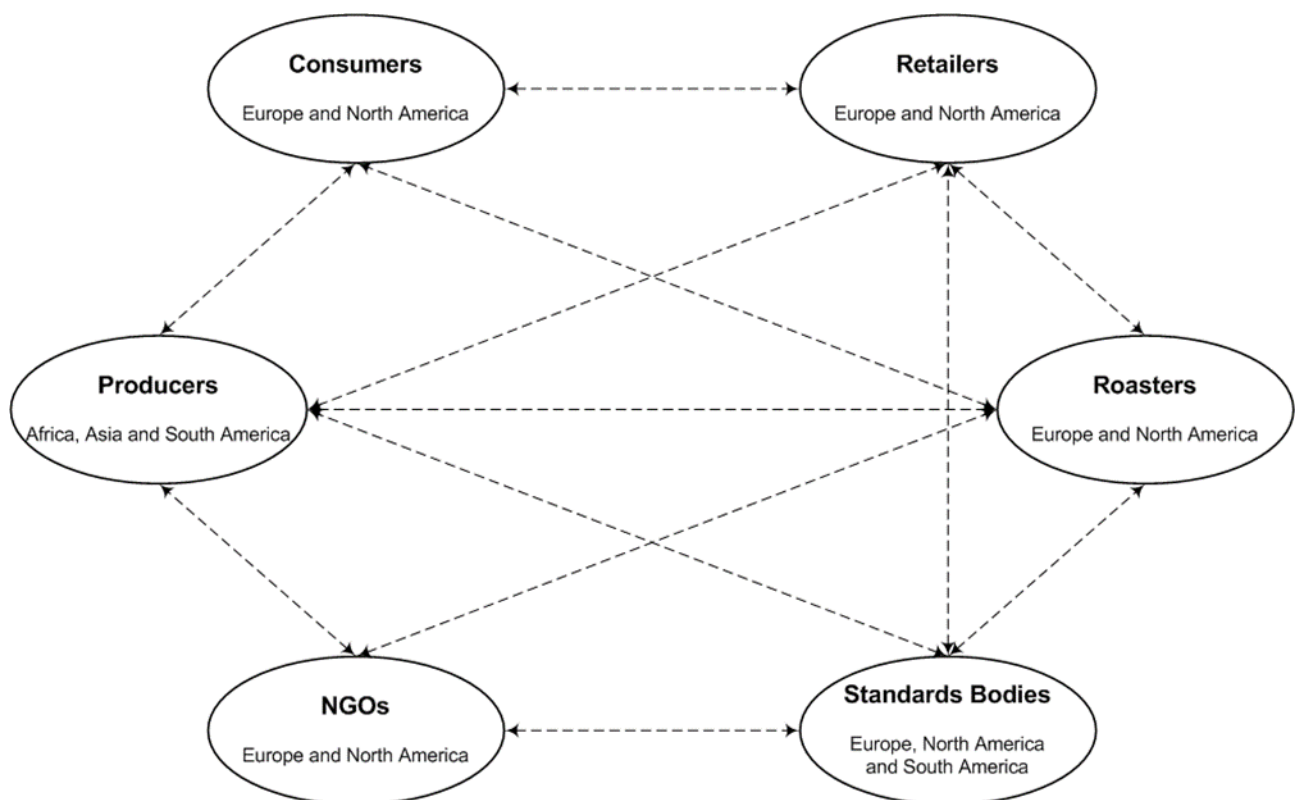 Consumers
Europe and North America
Retailers
Europe and North America
Producers
Africa, Asia and South America
Roasters
Europe and North America
NGOs
Europe and North America
Standards Bodies
Europe, North America
and South America